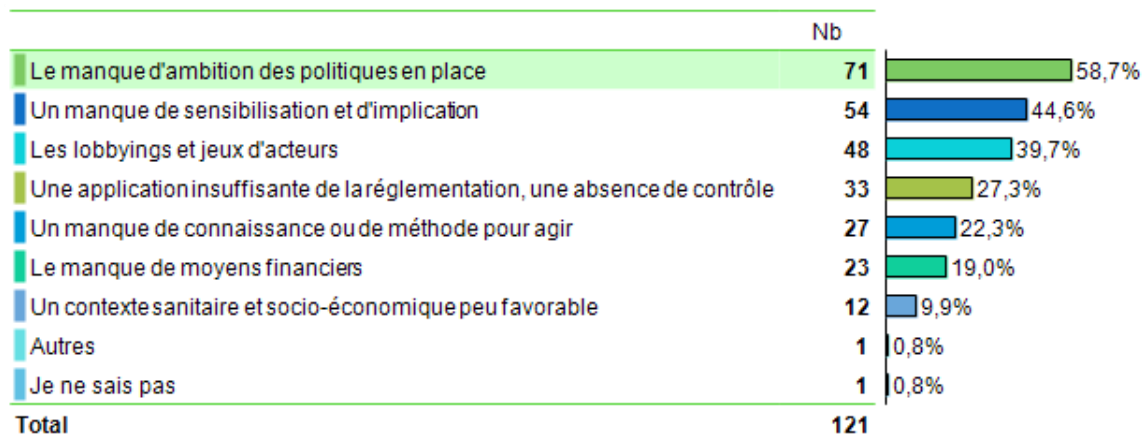 Nb
Le manque d'ambition des politiques en place 71 58,7%
Un manque de sensibilisation et d'implication 54 44,6%
Les lobbyings et jeux d'acteurs 48 39,7%
Une application insuffisante de la réglementation, une absence de contrôle 33 27,3%
Un manque de connaissance ou de méthode pour agir 27 22,3%
Le manque de moyens financiers 23 19,0%
Un contexte sanitaire et socio-économique peu favorable 12 9,9%
Autres 1 0,8%
Je ne sais pas 1 0,8%
Total 121